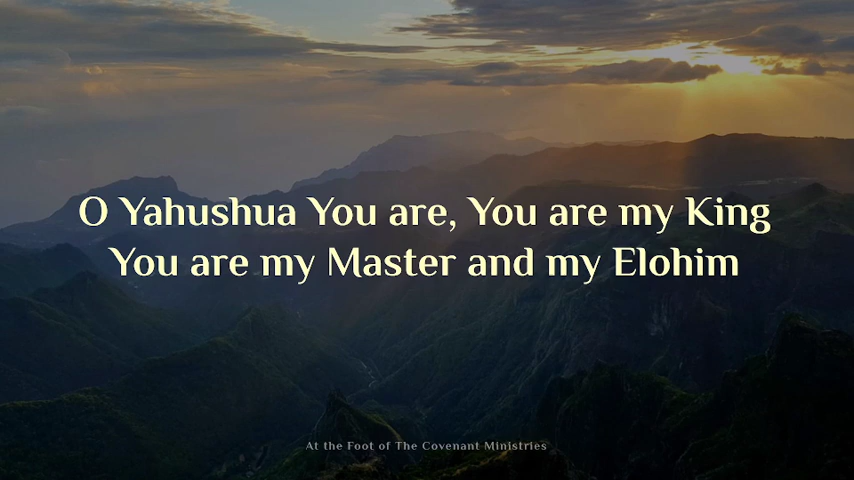 O Yahushua You are, You are my King
You are my Master and my Elohim
At the Foot of The Covenant Ministries